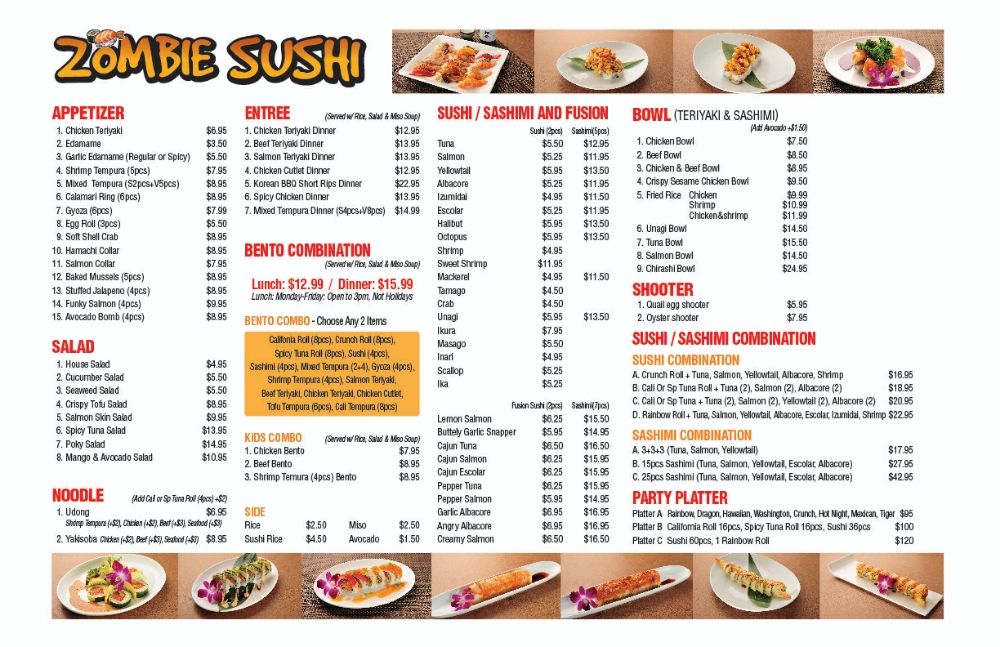 ZOMBIE SUSHI
APPETIZER
1. Chicken Teriyaki $6.95
2. Edamame $3.50
3. Garlic Edamame (Regular or Spicy) $5.50
4. Shrimp Tempura (5pcs) $7.95
5. Mixed Tempura (S2pcs+V5pcs) $8.95
6. Calamari Ring (6pcs) $8.95
7. Gyoza (6pcs) $7.99
8. Egg Roll (3pcs) $5.50
9. Soft Shell Crab $8.95
10. Hamachi Collar $8.95
11. Salmon Collar $7.95
12. Baked Mussels (5pcs) $8.95
13. Stuffed Jalapeno (4pcs) $8.95
14. Funky Salmon (4pcs) $9.95
15. Avocado Bomb (4pcs) $8.95
SALAD
1. House Salad $4.95
2. Cucumber Salad $5.50
3. Seaweed Salad $5.50
4. Crispy Tofu Salad $8.95
5. Salmon Skin Salad $9.95
6. Spicy Tuna Salad $13.95
7. Poky Salad $14.95
8. Mango & Avocado Salad $10.95
NOODLE (Add Cali or Sp Tuna Roll (4pcs) +$2)
1. Udong $6.95
Shrimp Tempura (+$2), Chicken (+$2), Beef (+$3), Seafood (+$3)
2. Yakisoba Chicken (+$2), Beef (+$3), Seafood (+$3) $8.95
ENTREE (Served w/ Rice, Salad & Miso Soup)
1. Chicken Teriyaki Dinner $12.95
2. Beef Teriyaki Dinner $13.95
3. Salmon Teriyaki Dinner $13.95
4. Chicken Cutlet Dinner $12.95
5. Korean BBQ Short Rips Dinner $22.95
6. Spicy Chicken Dinner $13.95
7. Mixed Tempura Dinner (S4pcs+V8pcs) $14.99
BENTO COMBINATION
(Served w/ Rice, Salad & Miso Soup)
Lunch: $12.99 / Dinner: $15.99
Lunch: Monday-Friday: Open to 3pm, Not Holidays
BENTO COMBO - Choose Any 2 Items
Califonia Roll (8pcs), Crunch Roll (8pcs),
Spicy Tuna Roll (8pcs), Sushi (4pcs),
Sashimi (4pcs), Mixed Tempura (2+4), Gyoza (4pcs),
Shrimp Tempura (4pcs), Salmon Teriyaki,
Beef Teriyaki, Chicken Teriyaki, Chicken Cutlet,
Tofu Tempura (6pcs), Cali Tempura (8pcs)
KIDS COMBO (Served w/ Rice, Salad & Miso Soup)
1. Chicken Bento $7.95
2. Beef Bento $8.95
3. Shrimp Temura (4pcs) Bento $8.95
SIDE
Rice $2.50 Miso $2.50
Sushi Rice $4.50 Avocado $1.50
SUSHI / SASHIMI AND FUSION
Sushi (2pcs) Sashimi(5pcs)
Tuna $5.50 $12.95
Salmon $5.25 $11.95
Yellowtail $5.95 $13.50
Albacore $5.25 $11.95
Izumidai $4.95 $11.50
Escolar $5.25 $11.95
Halibut $5.95 $13.50
Octopus $5.95 $13.50
Shrimp $4.95
Sweet Shrimp $11.95
Mackerel $4.95 $11.50
Tamago $4.50
Crab $4.50
Unagi $5.95 $13.50
Ikura $7.95
Masago $5.50
Inari $4.95
Scallop $5.25
Ika $5.25
Fusion Sushi (2pcs) Sashimi(7pcs)
Lemon Salmon $6.25 $15.50
Buttely Garlic Snapper $5.95 $14.95
Cajun Tuna $6.50 $16.50
Cajun Salmon $6.25 $15.95
Cajun Escolar $6.25 $15.95
Pepper Tuna $6.25 $15.95
Pepper Salmon $5.95 $14.95
Garlic Albacore $6.95 $16.95
Angry Albacore $6.95 $16.95
Creamy Salmon $6.50 $16.50
BOWL (TERIYAKI & SASHIMI)
(Add Avocado +$1.50)
1. Chicken Bowl $7.50
2. Beef Bowl $8.50
3. Chicken & Beef Bowl $8.95
4. Crispy Sesame Chicken Bowl $9.50
5. Fried Rice Chicken $9.99
Shrimp $10.99
Chicken&shrimp $11.99
6. Unagi Bowl $14.50
7. Tuna Bowl $15.50
8. Salmon Bowl $14.50
9. Chirashi Bowl $24.95
SHOOTER
1. Quail egg shooter $5.95
2. Oyster shooter $7.95
SUSHI / SASHIMI COMBINATION
SUSHI COMBINATION
A. Crunch Roll + Tuna, Salmon, Yellowtail, Albacore, Shrimp $16.95
B. Cali Or Sp Tuna Roll + Tuna (2), Salmon (2), Albacore (2) $18.95
C. Cali Or Sp Tuna + Tuna (2), Salmon (2), Yellowtail (2), Albacore (2) $20.95
D. Rainbow Roll + Tuna, Salmon, Yellowtail, Albacore, Escolar, Izumidai, Shrimp $22.95
SASHIMI COMBINATION
A. 3+3+3 (Tuna, Salmon, Yellowtail) $17.95
B. 15pcs Sashimi (Tuna, Salmon, Yellowtail, Escolar, Albacore) $27.95
C. 25pcs Sashimi (Tuna, Salmon, Yellowtail, Escolar, Albacore) $42.95
PARTY PLATTER
Platter A Rainbow, Dragon, Hawaiian, Washington, Crunch, Hot Night, Mexican, Tiger $95
Platter B California Roll 16pcs, Spicy Tuna Roll 16pcs, Sushi 36pcs $100
Platter C Sushi 60pcs, 1 Rainbow Roll $120